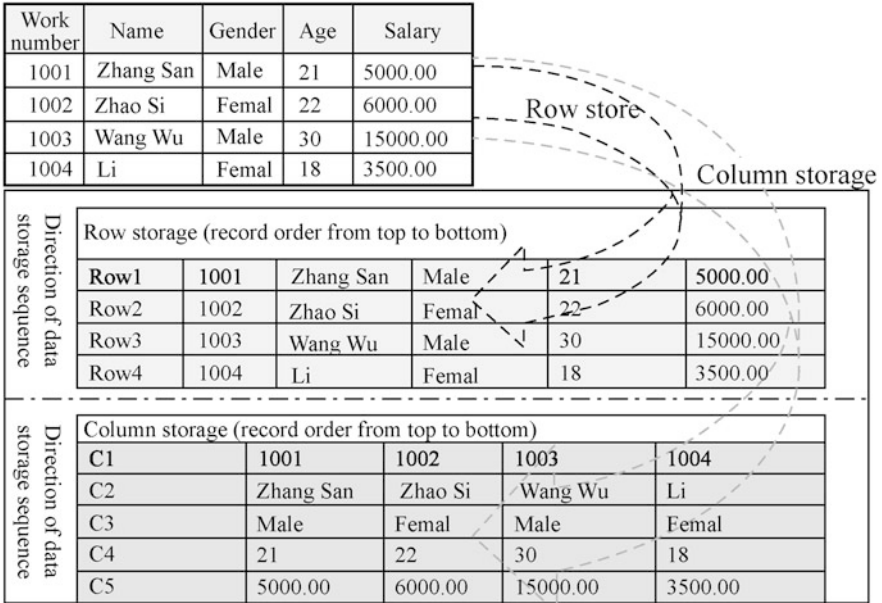 Work number Name Gender Age Salary
1001 Zhang San Male 21 5000.00
1002 Zhao Si Femal 22 6000.00
1003 Wang Wu Male 30 15000.00
1004 Li Femal 18 3500.00
Row store
Column storage
Direction of data
storage sequence
Row storage (record order from top to bottom)
Row1 1001 Zhang San Male 21 5000.00
Row2 1002 Zhao Si Femal 22 6000.00
Row3 1003 Wang Wu Male 30 15000.00
Row4 1004 Li Femal 18 3500.00
Direction of data
storage sequence
Column storage (record order from top to bottom)
C1 1001 1002 1003 1004
C2 Zhang San Zhao Si Wang Wu Li
C3 Male Femal Male Femal
C4 21 22 30 18
C5 5000.00 6000.00 15000.00 3500.00